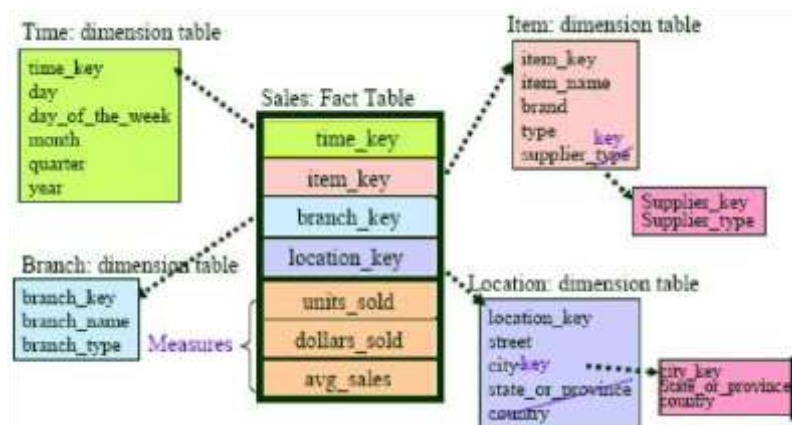 Time: dimension table
time_key
day
day_of_the_week
month
quarter
year
Sales: Fact Table
time_key
item_key
branch_key
location_key
units_sold
dollars_sold
avg_sales
Measures
Branch: dimension table
branch_key
branch_name
branch_type
Item: dimension table
item_key
item_name
brand
type
key
supplier_type
Supplier_key
Supplier_type
Location: dimension table
location_key
street
city-key
state_or_province
country
city_key
State_or_province
country